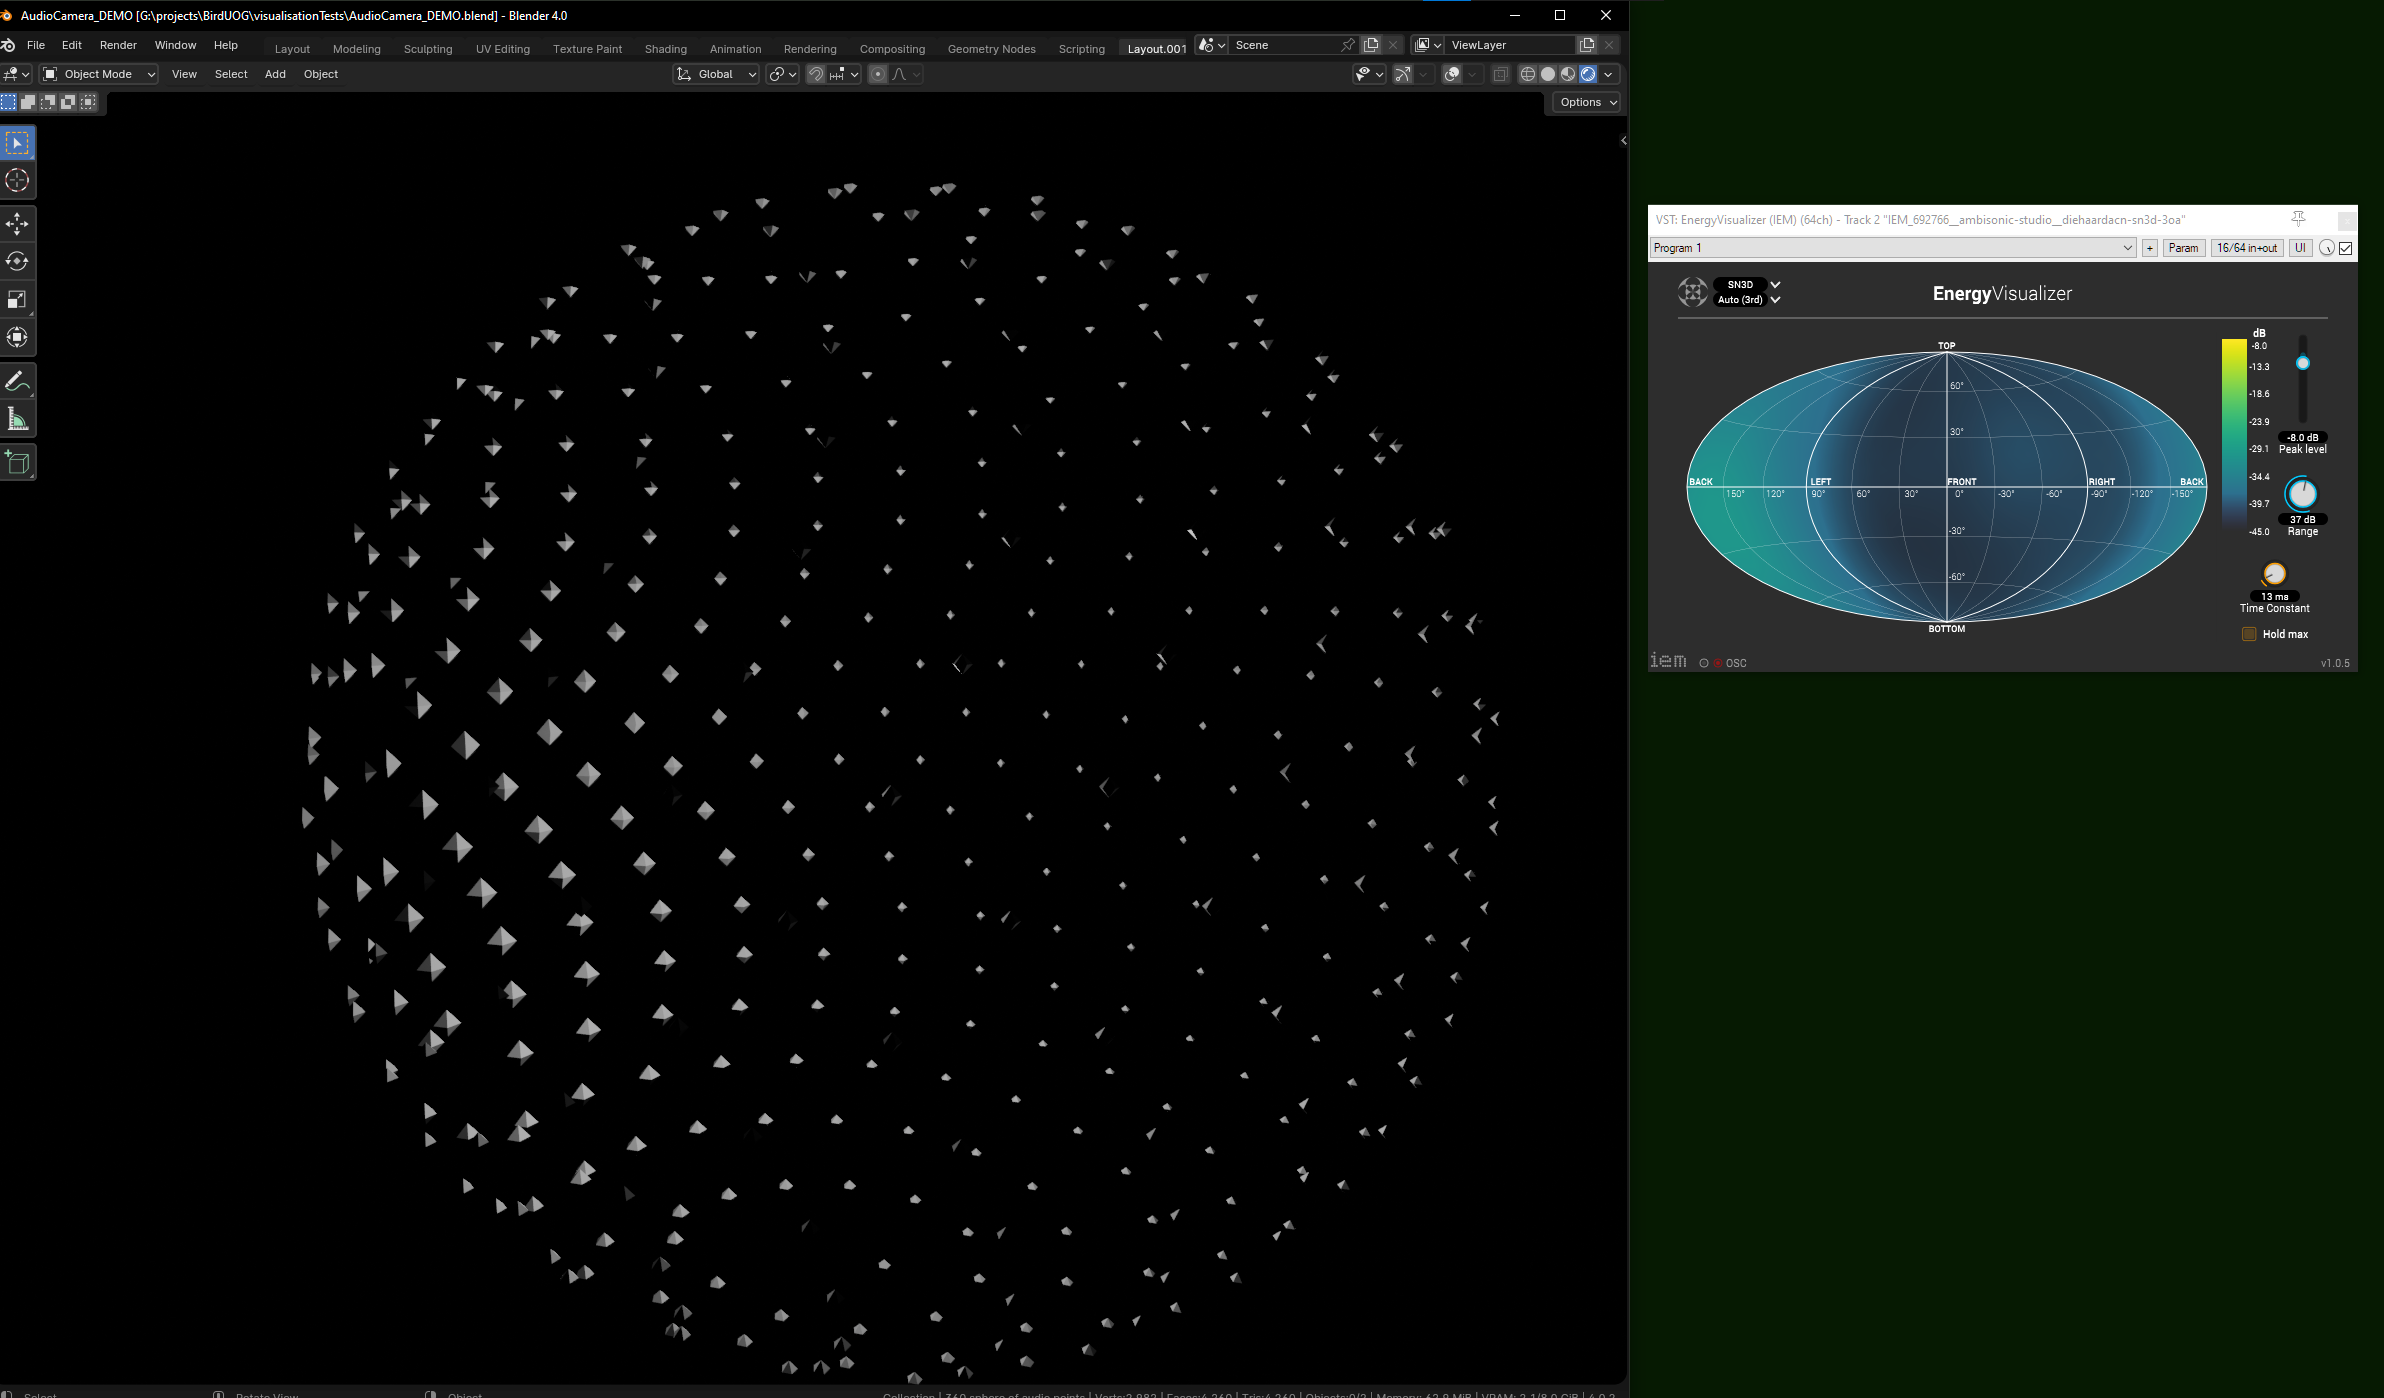 AudioCamera_DEMO [G:\projects\BirdUOG\visualisationTests\AudioCamera_DEMO.blend] - Blender 4.0
File Edit Render Window Help Layout Modeling Sculpting UV Editing Texture Paint Shading Animation Rendering Compositing Geometry Nodes Scripting Layout.001 Scene ViewLayer
Object Mode View Select Add Object Global
Options
VST: EnergyVisualizer (IEM) (64ch) - Track 2 "IEM_692766__ambisonic-studio__diehaardacn-sn3d-3oa"
Program 1 + Param 16/64 in+out UI
SN3D
Auto (3rd)
EnergyVisualizer
dB
TOP
-8.0
-13.3
60°
-18.6
-23.9
30°
-8.0 dB
Peak level
-29.1
-34.4
BACK LEFT FRONT RIGHT BACK
150° 120° 90° 60° 30° 0° -30° -60° -90° -120° -150°
-39.7
37 dB
Range
-30°
-45.0
-60°
13 ms
Time Constant
BOTTOM
Hold max
iem OSC v1.0.5
Select Rotate View Object Collection | 360 sphere of audio points | Verts:2,982 | Faces:4,260 | Tris:4,260 | Objects:0/2 | Memory: 62.9 MiB | VRAM: 2.1/8.0 GiB | 4.0.2